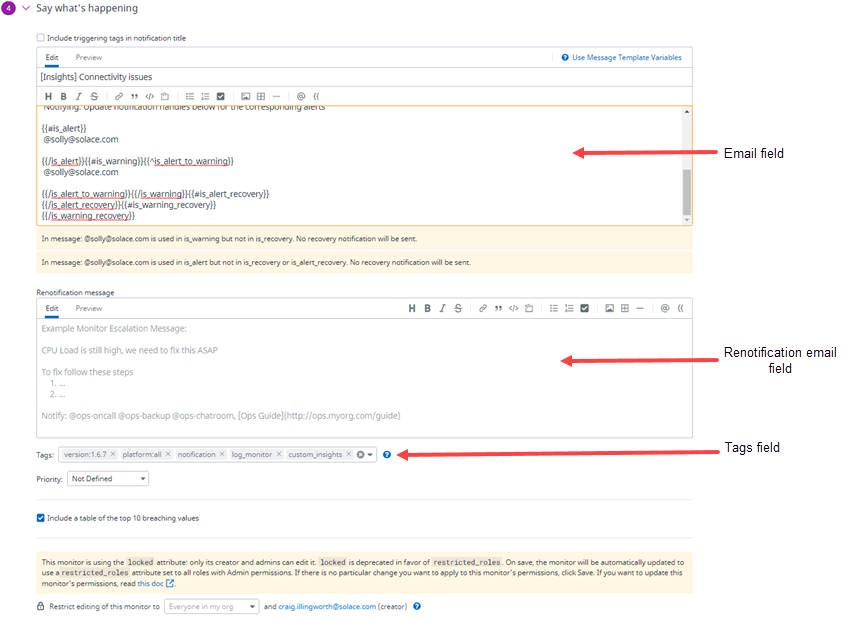 4 Say what's happening
Include triggering tags in notification title
Edit Preview Use Message Template Variables
[Insights] Connectivity issues
Notifying: Update notification handles below for the corresponding alerts
{{#is_alert}}
@solly@solace.com
{{/is_alert}}{{#is_warning}}{{^is_alert_to_warning}}
@solly@solace.com
{{/is_alert_to_warning}}{{/is_warning}}{{#is_alert_recovery}}
{{/is_alert_recovery}}{{#is_warning_recovery}}
{{/is_warning_recovery}}
Email field
In message: @solly@solace.com is used in is_warning but not in is_recovery. No recovery notification will be sent.
In message: @solly@solace.com is used in is_alert but not in is_recovery or is_alert_recovery. No recovery notification will be sent.
Renotification message
Edit Preview
Example Monitor Escalation Message:
CPU Load is still high, we need to fix this ASAP
To fix follow these steps
1. ...
2. ...
Notify: @ops-oncall @ops-backup @ops-chatroom, [Ops Guide](http://ops.myorg.com/guide)
Renotification email
field
Tags: version:1.6.7 × platform:all × notification × log_monitor × custom_insights ×
Tags field
Priority: Not Defined
Include a table of the top 10 breaching values
This monitor is using the locked attribute: only its creator and admins can edit it. locked is deprecated in favor of restricted_roles. On save, the monitor will be automatically updated to
use a restricted_roles attribute set to all roles with Admin permissions. If there is no particular change you want to apply to this monitor's permissions, click Save. If you want to update this
monitor's permissions, read this doc
Restrict editing of this monitor to Everyone in my org and craig.illingworth@solace.com (creator)